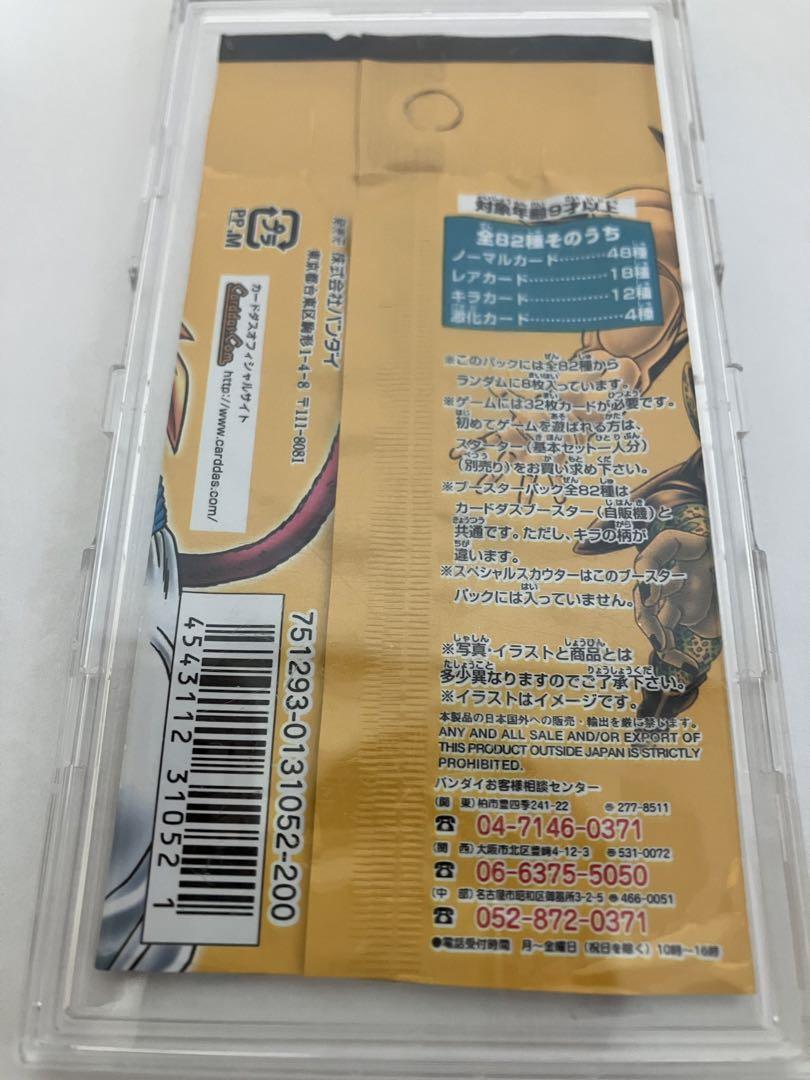 対象年齢9才以上
全82種そのうち
ノーマルカード………48種
レアカード………18種
キラカード………12種
激化カード………4種
※このパックには全82種から
ランダムに8枚入っています。
※ゲームには32枚カードが必要です。
初めてゲームを遊ばれる方は、
スターター(基本セット一人分)
(別売り)をお買い求め下さい。
※ブースターパック全82種は
カードダスブースター(自販機)と
共通です。ただし、キラの柄が
違います。
※スペシャルスカウターはこのブースター
パックには入っていません。
※写真・イラストと商品とは
多少異なりますのでご了承下さい。
※イラストはイメージです。
本製品の日本国外への販売・輸出を厳に禁じます。
ANY AND ALL SALE AND/OR EXPORT OF
THIS PRODUCT OUTSIDE JAPAN IS STRICTLY
PROHIBITED.
バンダイお客様相談センター
(関 東)柏市豊四季241-22 〒277-8511
☎ 04-7146-0371
(関 西)大阪市北区豊崎4-12-3 〒531-0072
☎ 06-6375-5050
(中 部)名古屋市昭和区御器所3-2-5 〒466-0051
☎ 052-872-0371
●電話受付時間 月〜金曜日(祝日を除く)10時〜16時
発売元 株式会社バンダイ
東京都台東区駒形1-4-8 〒111-8081
プラ
PP,M
カードダスオフィシャルサイト
Carddas.Com
http://www.carddas.com/
751293-0131052-200
4543112 310521